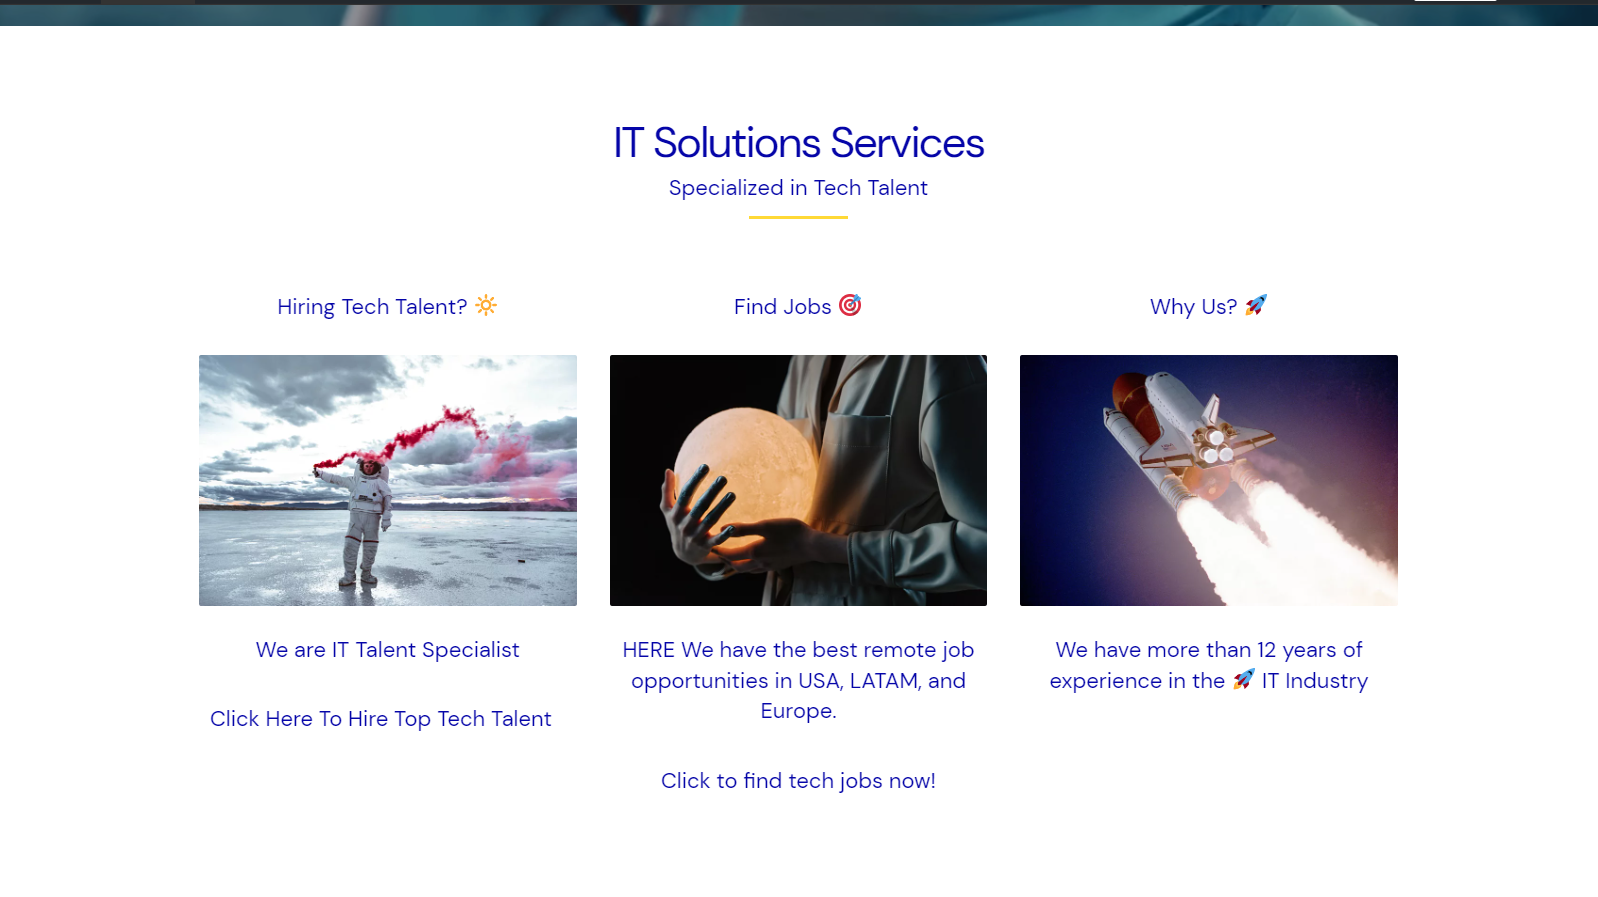 IT Solutions Services
Specialized in Tech Talent
Hiring Tech Talent? 🔆
Find Jobs 🎯
Why Us? 🚀
We are IT Talent Specialist
Click Here To Hire Top Tech Talent
HERE We have the best remote job
opportunities in USA, LATAM, and
Europe.
Click to find tech jobs now!
We have more than 12 years of
experience in the 🚀 IT Industry